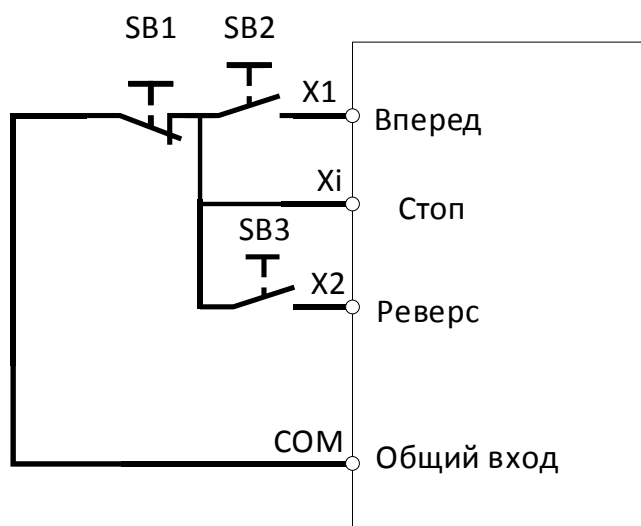 SB1
SB2
X1
Вперед
Xi
Стоп
SB3
X2
Реверс
COM
Общий вход